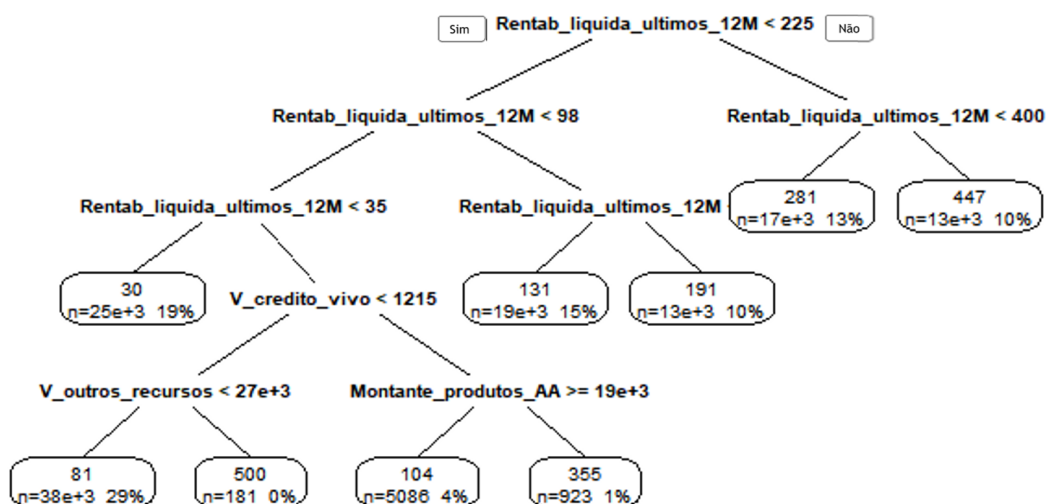 Sim Rentab_liquida_ultimos_12M < 225 Não
Rentab_liquida_ultimos_12M < 98 Rentab_liquida_ultimos_12M < 400
Rentab_liquida_ultimos_12M < 35 Rentab_liquida_ultimos_12M
281
n=17e+3 13%
447
n=13e+3 10%
30
n=25e+3 19%
V_credito_vivo < 1215
131
n=19e+3 15%
191
n=13e+3 10%
V_outros_recursos < 27e+3 Montante_produtos_AA >= 19e+3
81
n=38e+3 29%
500
n=181 0%
104
n=5086 4%
355
n=923 1%